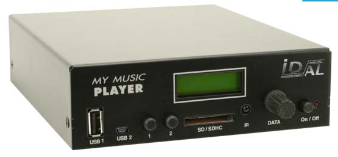 MY MUSIC
PLAYER
iD AL
USB 1
USB 2
1
2
SD / SDHC
IR
DATA
On / Off